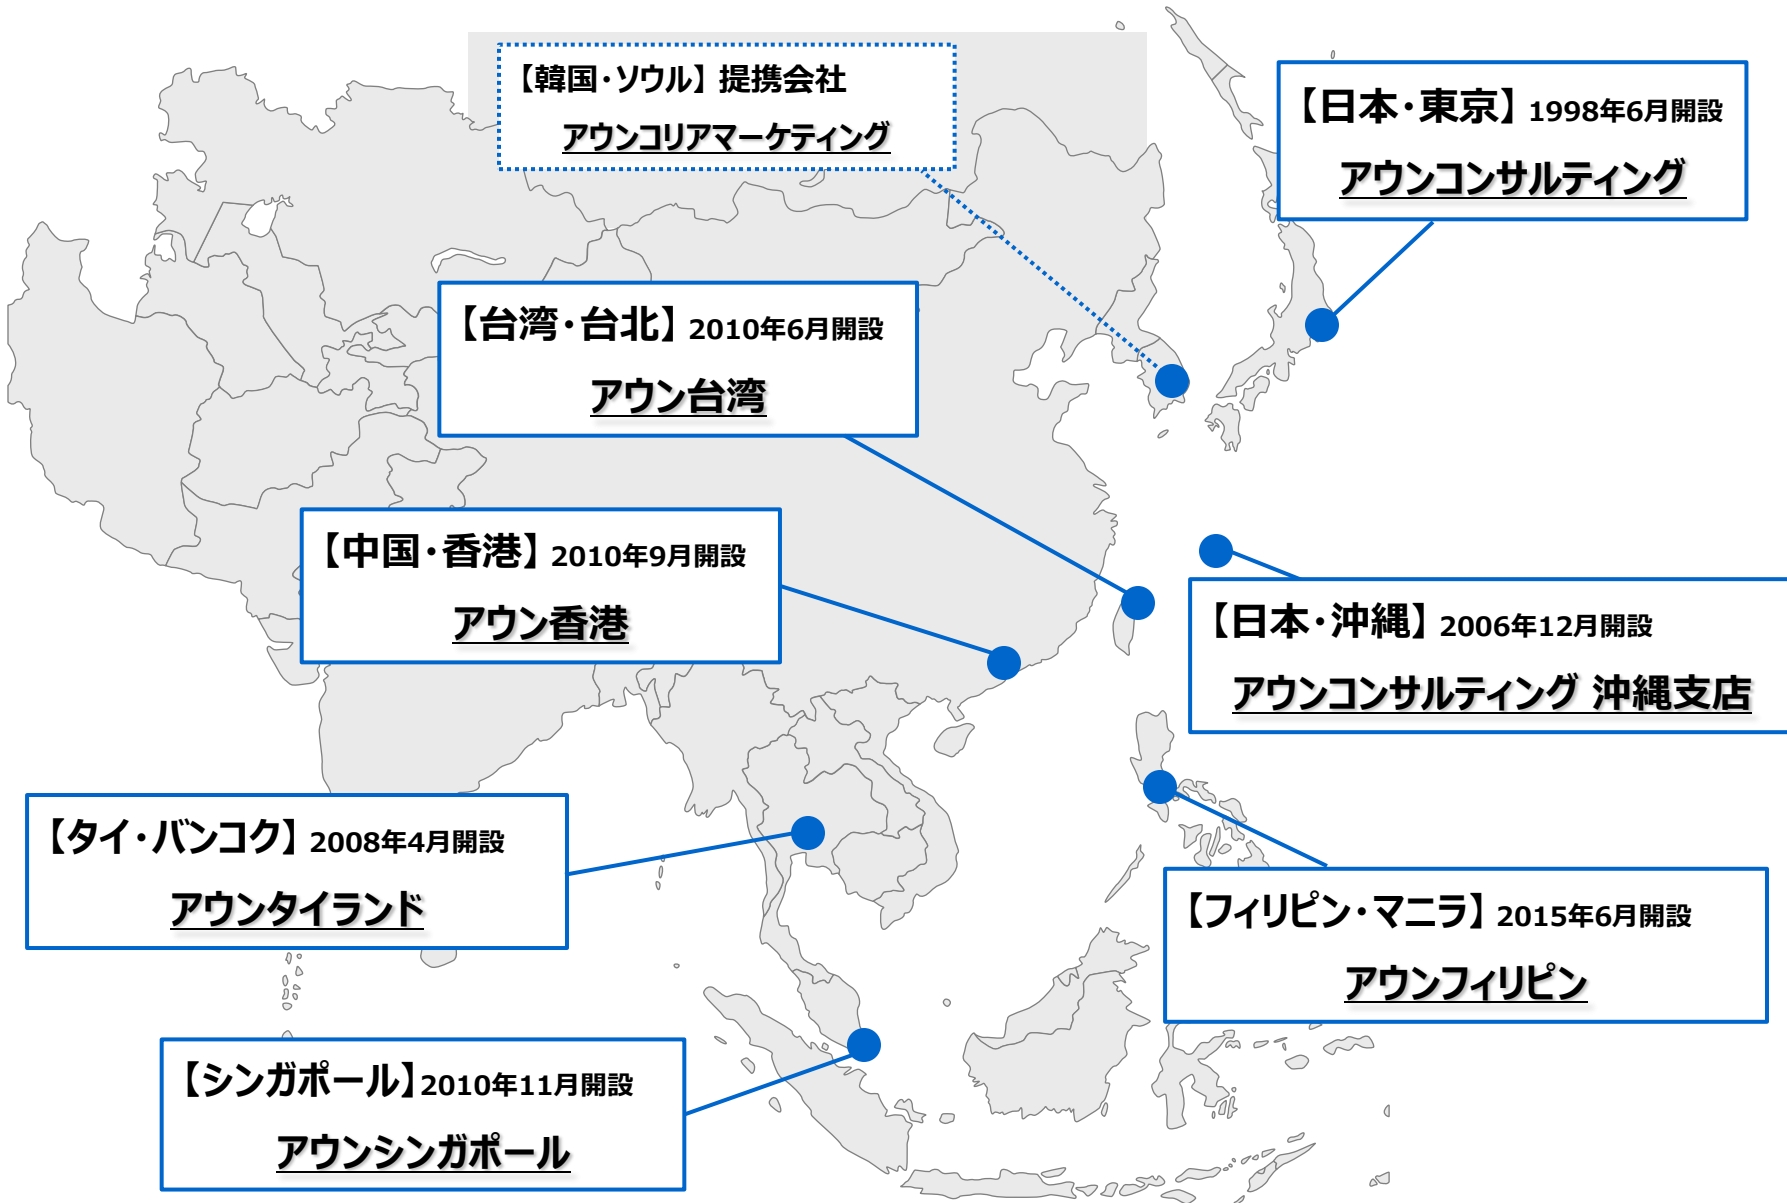 【韓国・ソウル】 提携会社
アウンコリアマーケティング
【日本・東京】 1998年6月開設
アウンコンサルティング
【台湾・台北】 2010年6月開設
アウン台湾
【中国・香港】 2010年9月開設
アウン香港
【日本・沖縄】 2006年12月開設
アウンコンサルティング 沖縄支店
【タイ・バンコク】 2008年4月開設
アウンタイランド
【フィリピン・マニラ】 2015年6月開設
アウンフィリピン
【シンガポール】2010年11月開設
アウンシンガポール